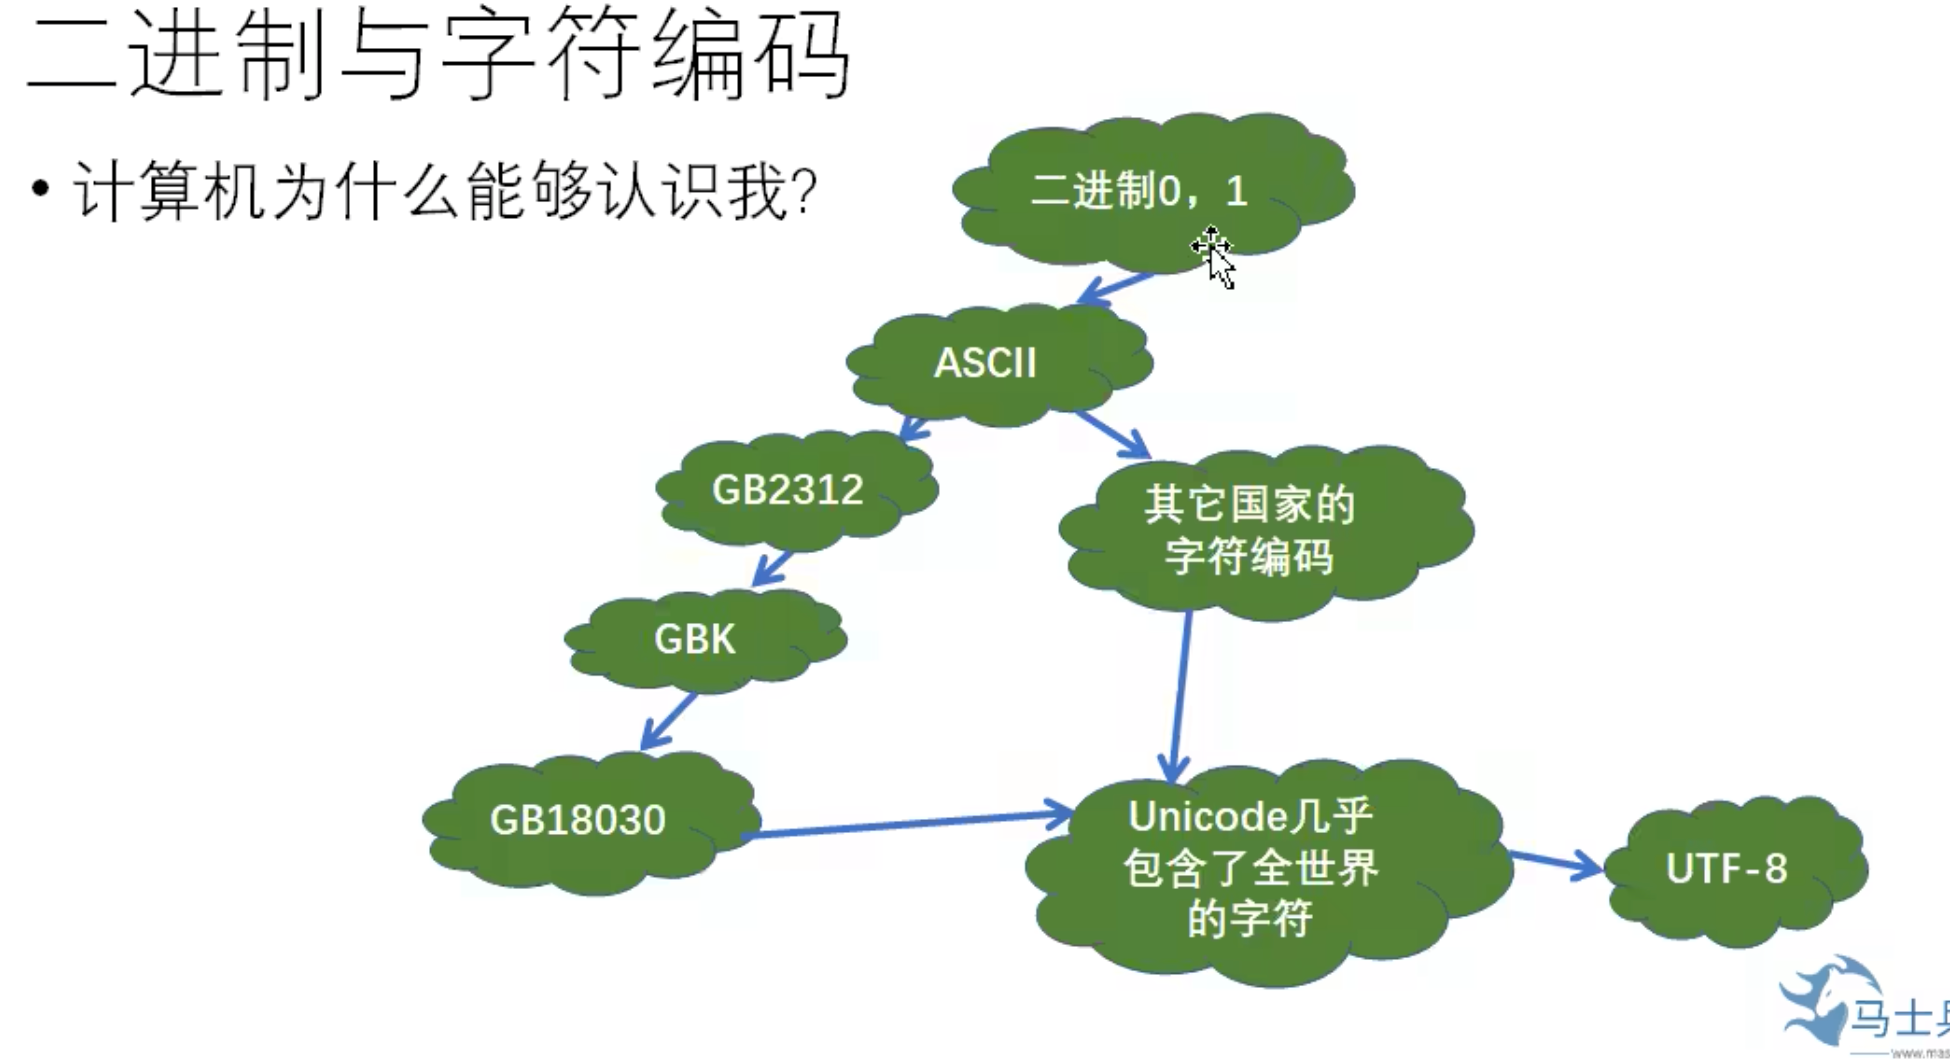 二进制与字符编码
• 计算机为什么能够认识我?
二进制0，1
ASCII
GB2312
其它国家的
字符编码
GBK
GB18030
Unicode几乎
包含了全世界
的字符
UTF-8
马士
www.mas